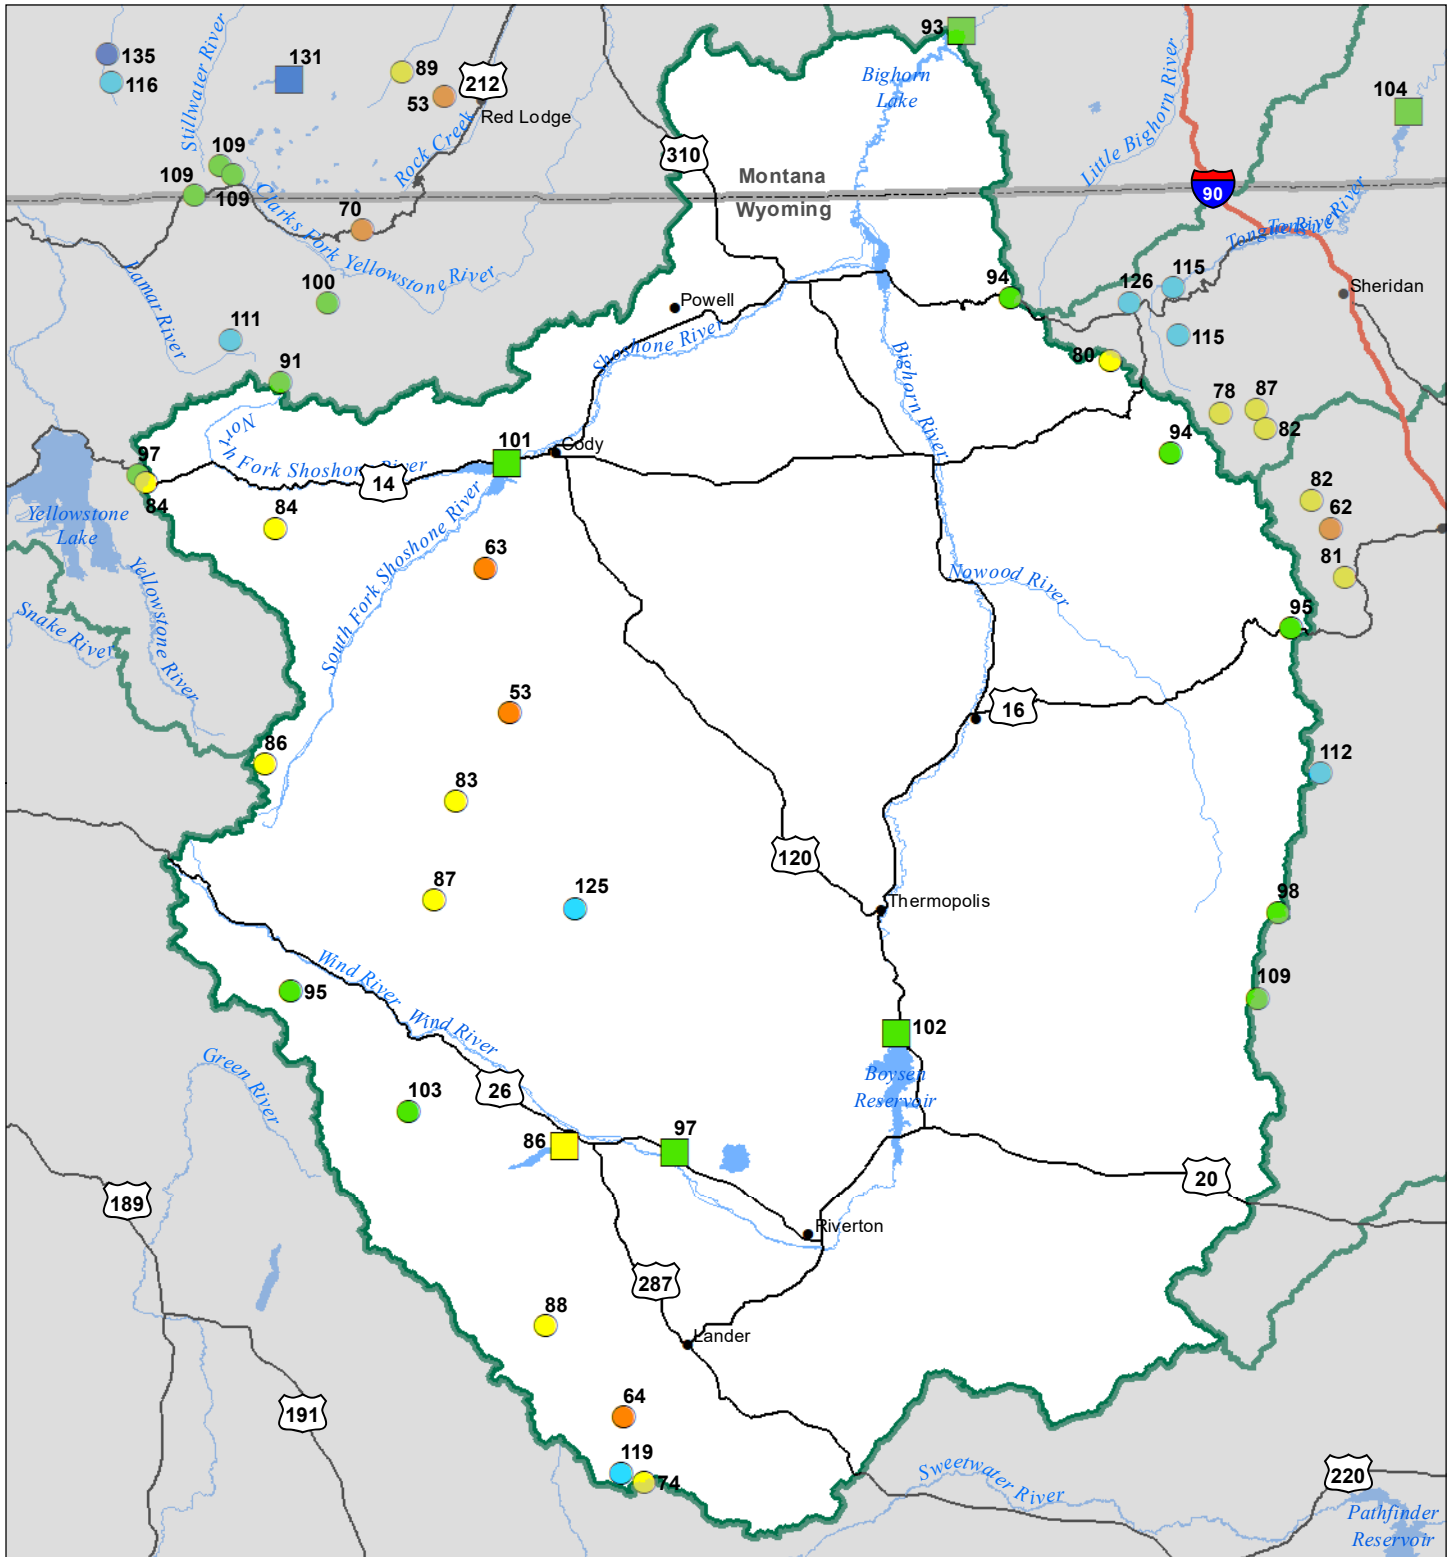 93
135
116
131
89
53
212
Red Lodge
Stillwater River
Rock Creek
Bighorn
Lake
Little Bighorn River
104
310
109
109
109
Montana
Wyoming
90
Clarks Fork Yellowstone River
70
Tongue River
Tongue River
Lamar River
100
111
91
Powell
Shoshone River
94
126
115
Sheridan
115
80
Bighorn River
78
87
82
94
North Fork Shoshone River
97
84
14
101
Cody
84
Yellowstone
Lake
South Fork Shoshone River
63
82
62
81
Nowood River
Yellowstone River
Snake River
95
53
16
86
112
83
120
87
125
Thermopolis
98
Wind River
95
109
Wind River
102
Green River
Boysen
Reservoir
26
103
86
97
20
189
Riverton
287
88
Lander
191
64
119
74
Sweetwater River
220
Pathfinder
Reservoir